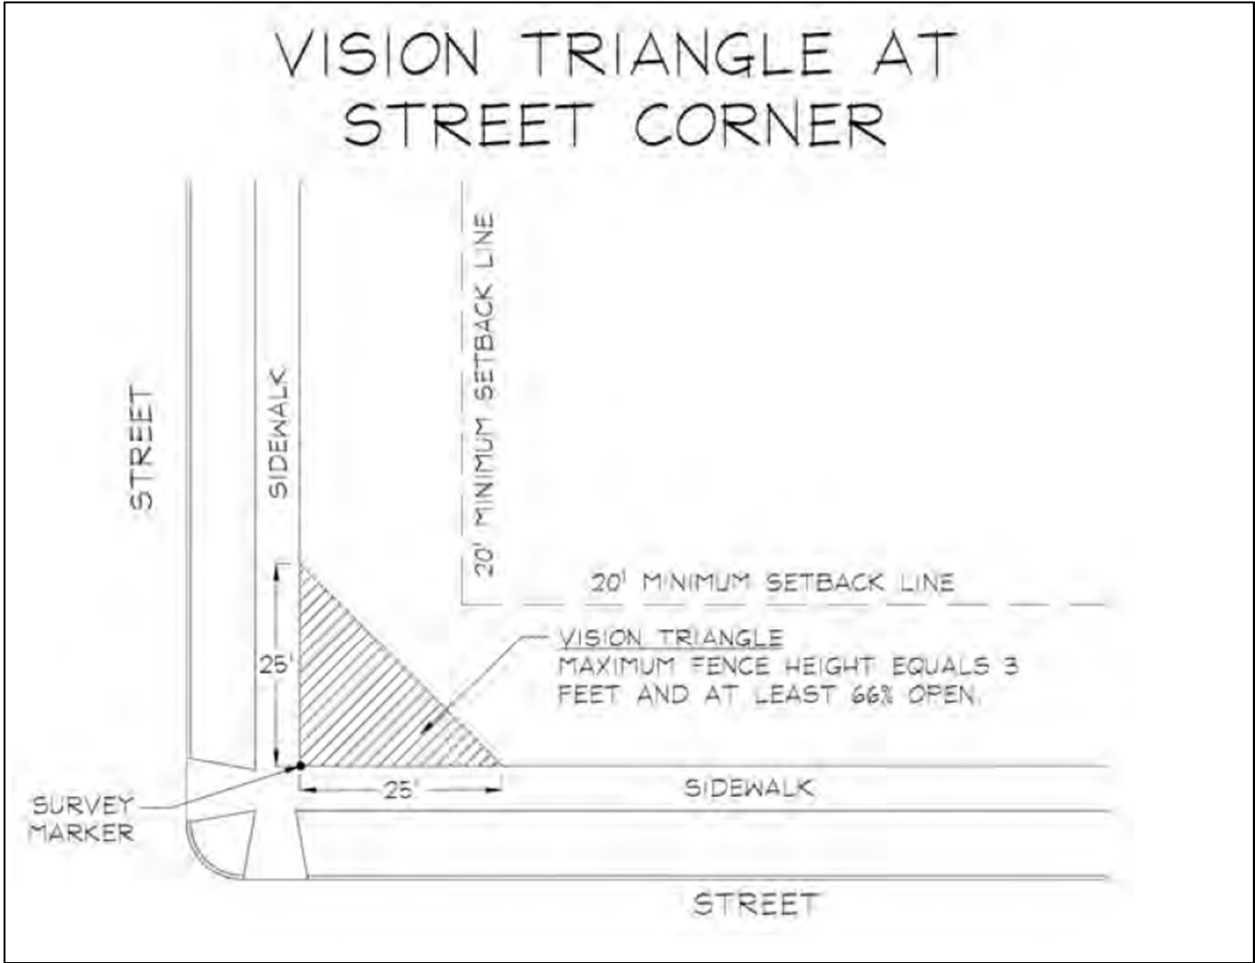 VISION TRIANGLE AT
STREET CORNER
20' MINIMUM SETBACK LINE
SIDEWALK
STREET
20' MINIMUM SETBACK LINE
VISION TRIANGLE
MAXIMUM FENCE HEIGHT EQUALS 3
FEET AND AT LEAST 66% OPEN.
25'
25'
SIDEWALK
SURVEY
MARKER
STREET